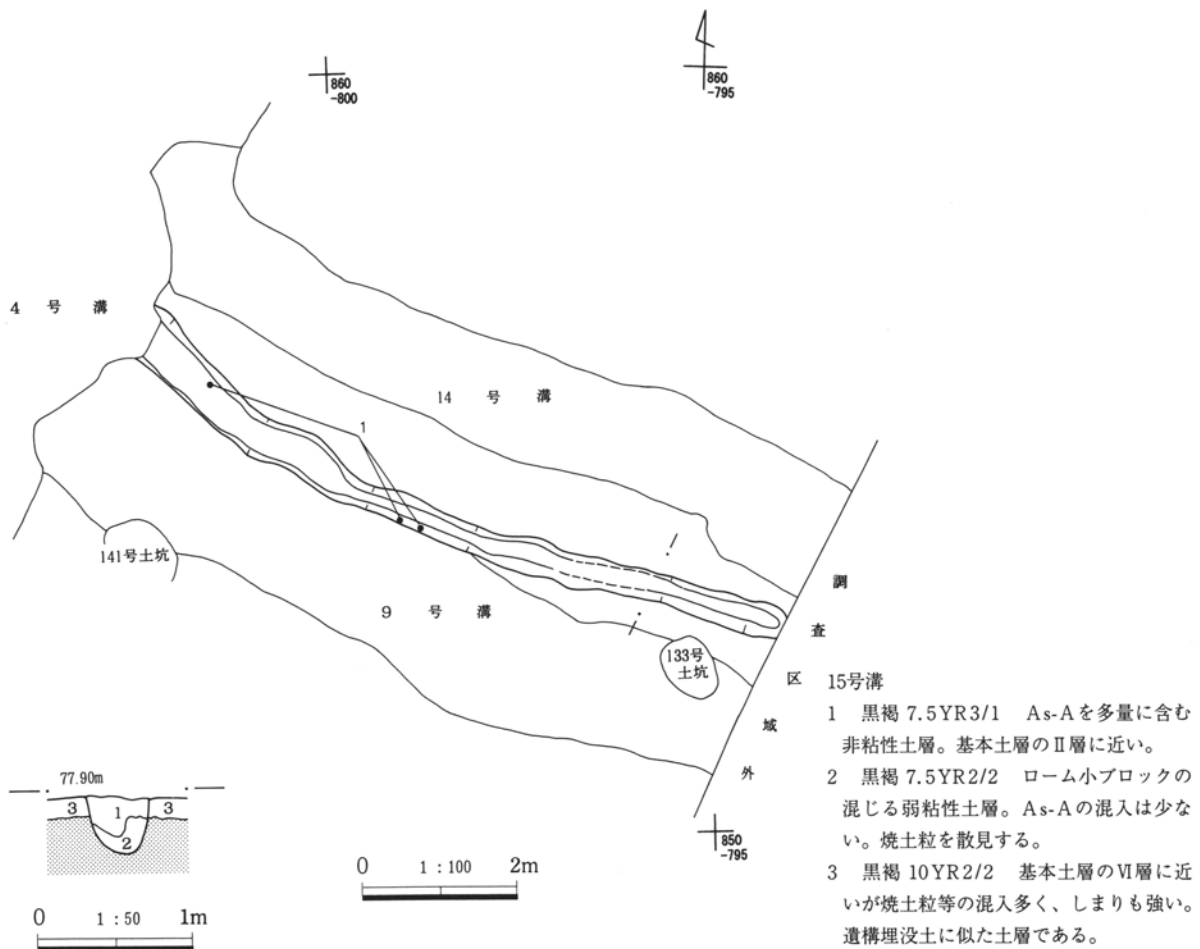 860
-800
860
-795
4 号 溝
14 号 溝
1
141号土坑
9 号 溝
133号
土坑
調
査
区
域
外
850
-795
77.90m
3 1 3
2
0 1:50 1m
0 1:100 2m
15号溝
1 黒褐 7.5YR3/1 As-Aを多量に含む
非粘性土層。基本土層のⅡ層に近い。
2 黒褐 7.5YR2/2 ローム小ブロックの
混じる弱粘性土層。As-Aの混入は少な
い。焼土粒を散見する。
3 黒褐 10YR2/2 基本土層のⅥ層に近
いが焼土粒等の混入多く、しまりも強い。
遺構埋没土に似た土層である。